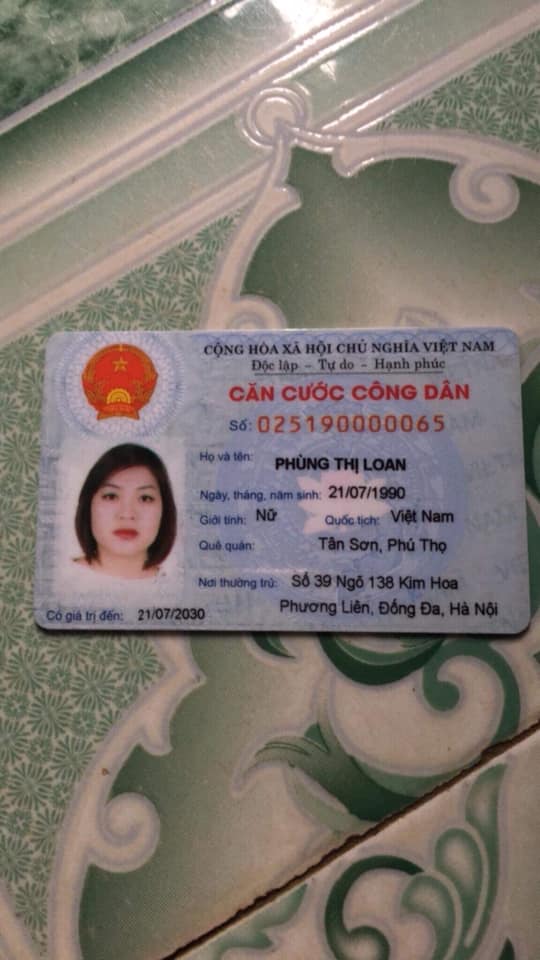 CỘNG HÒA XÃ HỘI CHỦ NGHĨA VIỆT NAM
Độc lập - Tự do - Hạnh phúc
CĂN CƯỚC CÔNG DÂN
Số: 025190000065
Họ và tên: PHÙNG THỊ LOAN
Ngày, tháng, năm sinh: 21/07/1990
Giới tính: Nữ Quốc tịch: Việt Nam
Quê quán: Tân Sơn, Phú Thọ
Nơi thường trú: Số 39 Ngõ 138 Kim Hoa
Phương Liên, Đống Đa, Hà Nội
Có giá trị đến: 21/07/2030